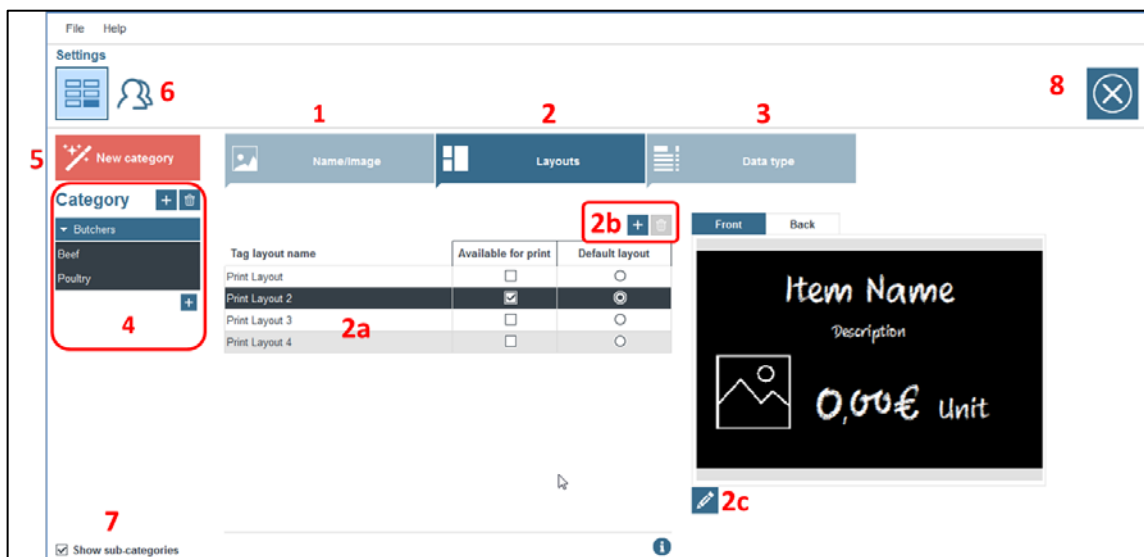 File Help
Settings
6
8
1 2 3
5
New category
Name/Image
Layouts
Data type
Category
2b
Front Back
Butchers
Beef
Poultry
4
Tag layout name Available for print Default layout
Print Layout
Print Layout 2
Print Layout 3
2a
Print Layout 4
Item Name
Description
0,00€ Unit
2c
7
Show sub-categories